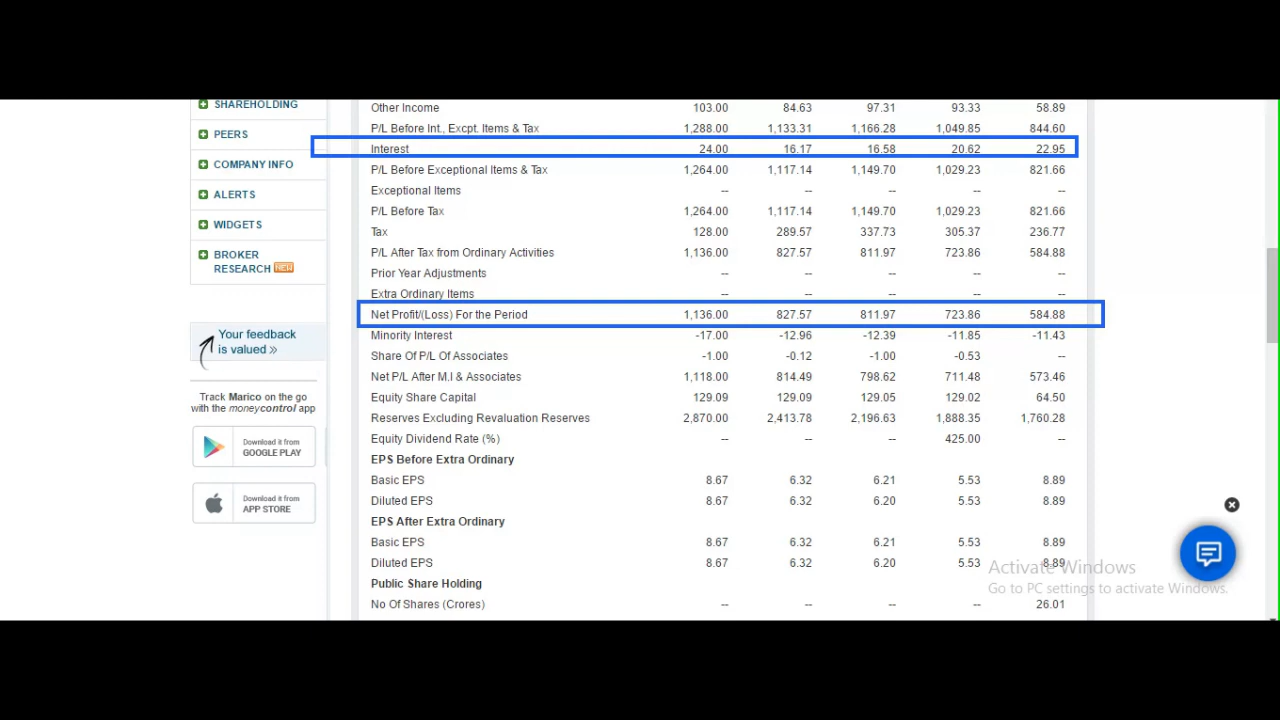 SHAREHOLDING
PEERS
COMPANY INFO
ALERTS
WIDGETS
BROKER
RESEARCH NEW
Your feedback
is valued »
Track Marico on the go
with the moneycontrol app
Download it from
GOOGLE PLAY
Download it from
APP STORE
Other Income 103.00 84.63 97.31 93.33 58.89
P/L Before Int., Excpt. Items & Tax 1,288.00 1,133.31 1,166.28 1,049.85 844.60
Interest 24.00 16.17 16.58 20.62 22.95
P/L Before Exceptional Items & Tax 1,264.00 1,117.14 1,149.70 1,029.23 821.66
Exceptional Items -- -- -- -- --
P/L Before Tax 1,264.00 1,117.14 1,149.70 1,029.23 821.66
Tax 128.00 289.57 337.73 305.37 236.77
P/L After Tax from Ordinary Activities 1,136.00 827.57 811.97 723.86 584.88
Prior Year Adjustments -- -- -- -- --
Extra Ordinary Items -- -- -- -- --
Net Profit/(Loss) For the Period 1,136.00 827.57 811.97 723.86 584.88
Minority Interest -17.00 -12.96 -12.39 -11.85 -11.43
Share Of P/L Of Associates -1.00 -0.12 -1.00 -0.53 --
Net P/L After M.I & Associates 1,118.00 814.49 798.62 711.48 573.46
Equity Share Capital 129.09 129.09 129.05 129.02 64.50
Reserves Excluding Revaluation Reserves 2,870.00 2,413.78 2,196.63 1,888.35 1,760.28
Equity Dividend Rate (%) -- -- -- 425.00 --
EPS Before Extra Ordinary
Basic EPS 8.67 6.32 6.21 5.53 8.89
Diluted EPS 8.67 6.32 6.20 5.53 8.89
EPS After Extra Ordinary
Basic EPS 8.67 6.32 6.21 5.53 8.89
Diluted EPS 8.67 6.32 6.20 5.53 8.89
Public Share Holding
No Of Shares (Crores) -- -- -- -- 26.01
Activate Windows
Go to PC settings to activate Windows.